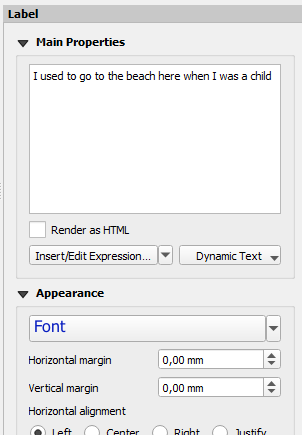 Label
Main Properties
I used to go to the beach here when I was a child
Render as HTML
Insert/Edit Expression...
Dynamic Text
Appearance
Font
Horizontal margin
0,00 mm
Vertical margin
0,00 mm
Horizontal alignment
Left
Center
Right
Justify